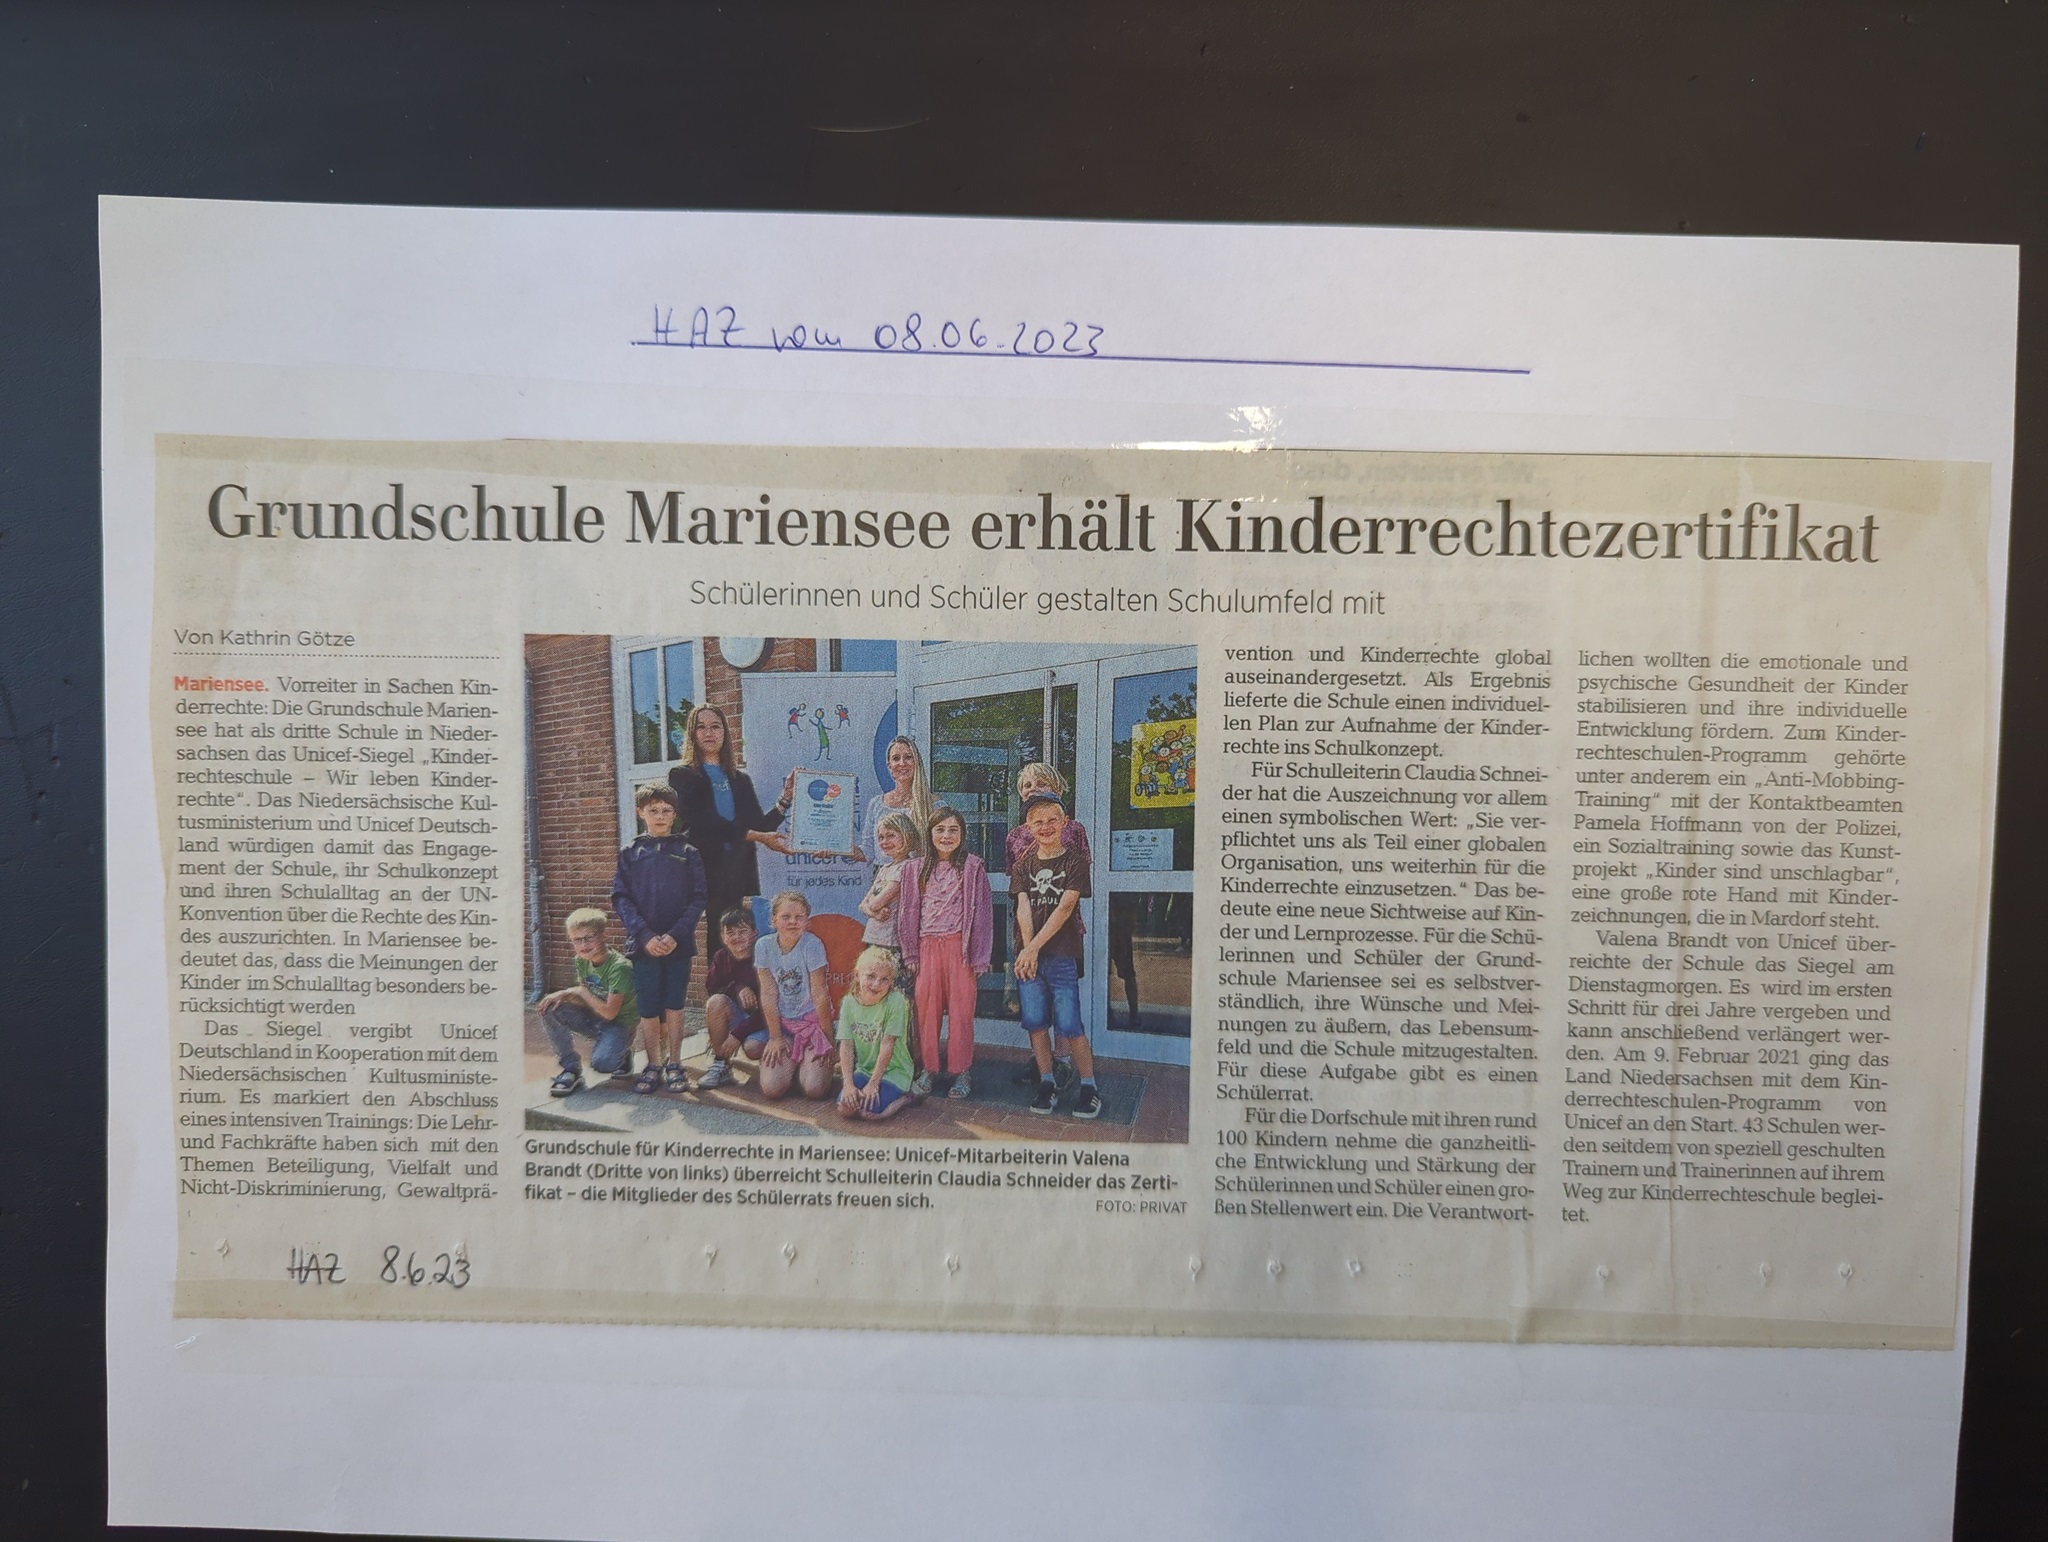 HAZ vom 08.06.2023
Grundschule Mariensee erhält Kinderrechtezertifikat
Schülerinnen und Schüler gestalten Schulumfeld mit
Von Kathrin Götze
Mariensee. Vorreiter in Sachen Kin-
derrechte: Die Grundschule Marien-
see hat als dritte Schule in Nieder-
sachsen das Unicef-Siegel „Kinder-
rechteschule – Wir leben Kinder-
rechte“. Das Niedersächsische Kul-
tusministerium und Unicef Deutsch-
land würdigen damit das Engage-
ment der Schule, ihr Schulkonzept
und ihren Schulalltag an der UN-
Konvention über die Rechte des Kin-
des auszurichten. In Mariensee be-
deutet das, dass die Meinungen der
Kinder im Schulalltag besonders be-
rücksichtigt werden
Das Siegel vergibt Unicef
Deutschland in Kooperation mit dem
Niedersächsischen Kultusministe-
rium. Es markiert den Abschluss
eines intensiven Trainings: Die Lehr-
und Fachkräfte haben sich mit den
Themen Beteiligung, Vielfalt und
Nicht-Diskriminierung, Gewaltprä-
unicef
für jedes Kind
ST. PAULI
Grundschule für Kinderrechte in Mariensee: Unicef-Mitarbeiterin Valena
Brandt (Dritte von links) überreicht Schulleiterin Claudia Schneider das Zerti-
fikat – die Mitglieder des Schülerrats freuen sich.
FOTO: PRIVAT
vention und Kinderrechte global
auseinandergesetzt. Als Ergebnis
lieferte die Schule einen individuel-
len Plan zur Aufnahme der Kinder-
rechte ins Schulkonzept.
Für Schulleiterin Claudia Schnei-
der hat die Auszeichnung vor allem
einen symbolischen Wert: „Sie ver-
pflichtet uns als Teil einer globalen
Organisation, uns weiterhin für die
Kinderrechte einzusetzen.“ Das be-
deute eine neue Sichtweise auf Kin-
der und Lernprozesse. Für die Schü-
lerinnen und Schüler der Grund-
schule Mariensee sei es selbstver-
ständlich, ihre Wünsche und Mei-
nungen zu äußern, das Lebensum-
feld und die Schule mitzugestalten.
Für diese Aufgabe gibt es einen
Schülerrat.
Für die Dorfschule mit ihren rund
100 Kindern nehme die ganzheitli-
che Entwicklung und Stärkung der
Schülerinnen und Schüler einen gro-
ßen Stellenwert ein. Die Verantwort-
lichen wollten die emotionale und
psychische Gesundheit der Kinder
stabilisieren und ihre individuelle
Entwicklung fördern. Zum Kinder-
rechteschulen-Programm gehörte
unter anderem ein „Anti-Mobbing-
Training“ mit der Kontaktbeamten
Pamela Hoffmann von der Polizei,
ein Sozialtraining sowie das Kunst-
projekt „Kinder sind unschlagbar“,
eine große rote Hand mit Kinder-
zeichnungen, die in Mardorf steht.
Valena Brandt von Unicef über-
reichte der Schule das Siegel am
Dienstagmorgen. Es wird im ersten
Schritt für drei Jahre vergeben und
kann anschließend verlängert wer-
den. Am 9. Februar 2021 ging das
Land Niedersachsen mit dem Kin-
derrechteschulen-Programm von
Unicef an den Start. 43 Schulen wer-
den seitdem von speziell geschulten
Trainern und Trainerinnen auf ihrem
Weg zur Kinderrechteschule beglei-
tet.
HAZ 8.6.23